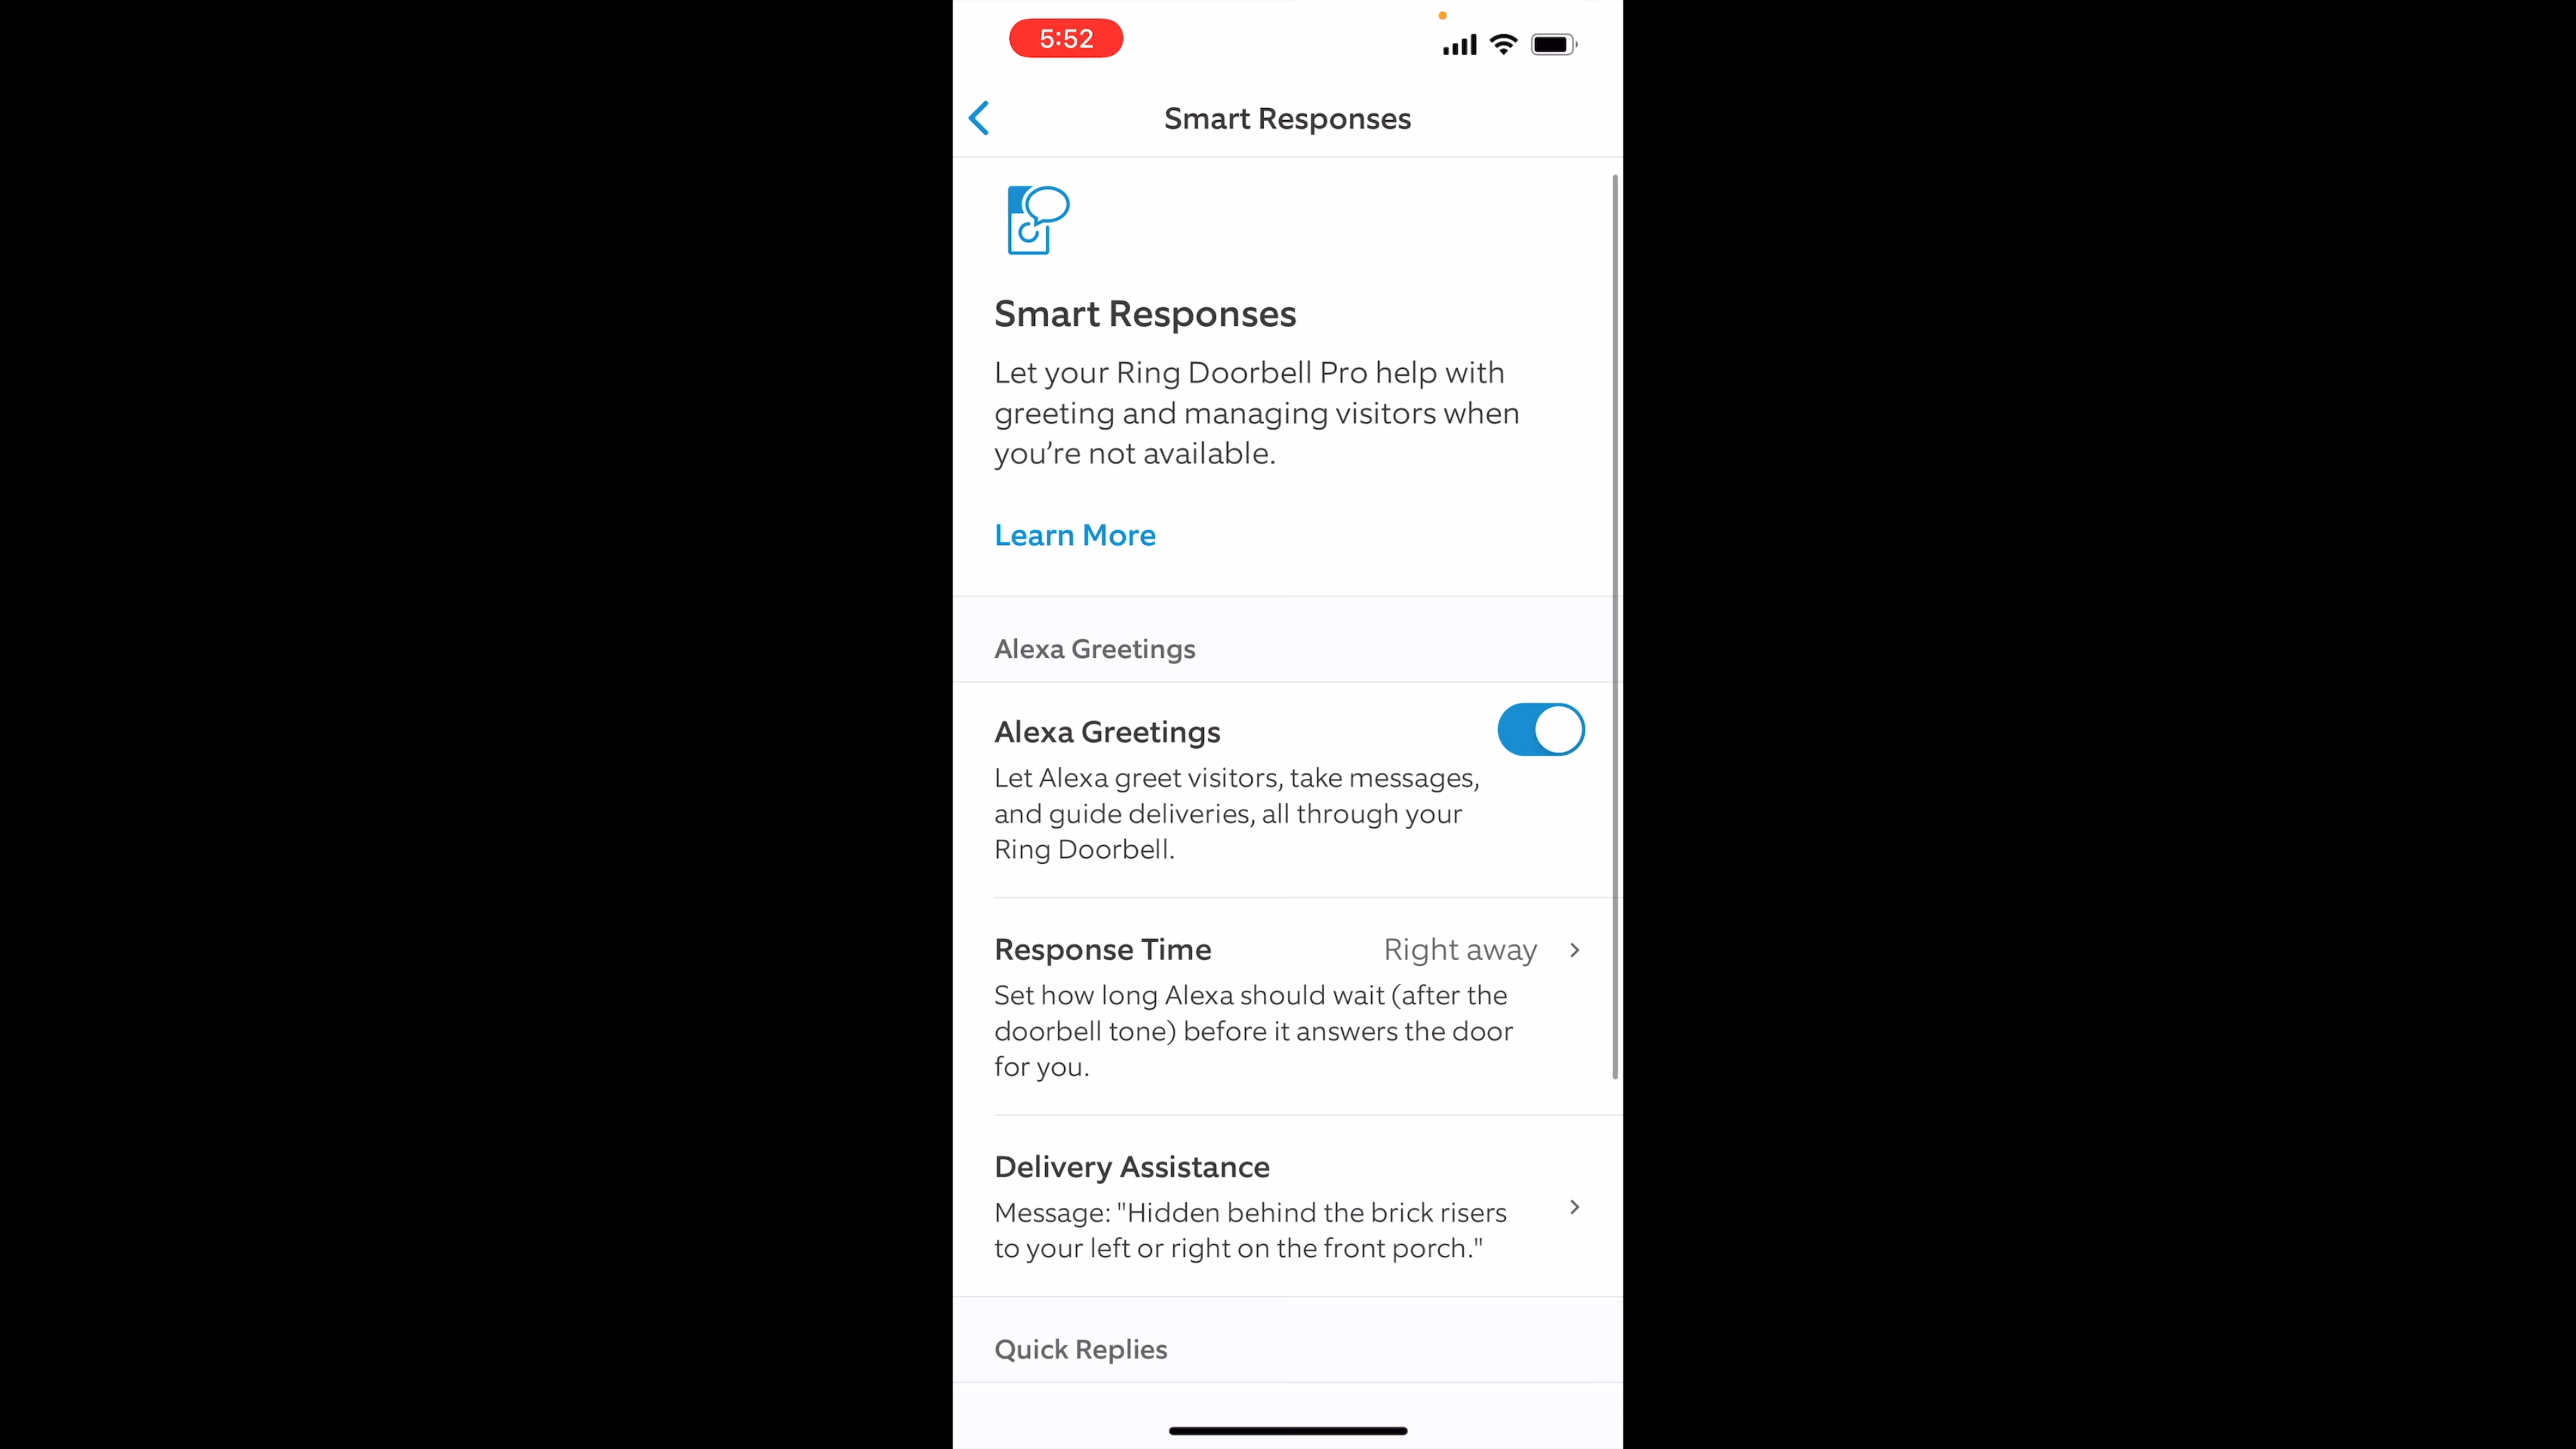 5:52
Smart Responses
Smart Responses
Let your Ring Doorbell Pro help with
greeting and managing visitors when
you’re not available.
Learn More
Alexa Greetings
Alexa Greetings
Let Alexa greet visitors, take messages,
and guide deliveries, all through your
Ring Doorbell.
Response Time Right away
Set how long Alexa should wait (after the
doorbell tone) before it answers the door
for you.
Delivery Assistance
Message: "Hidden behind the brick risers
to your left or right on the front porch."
Quick Replies